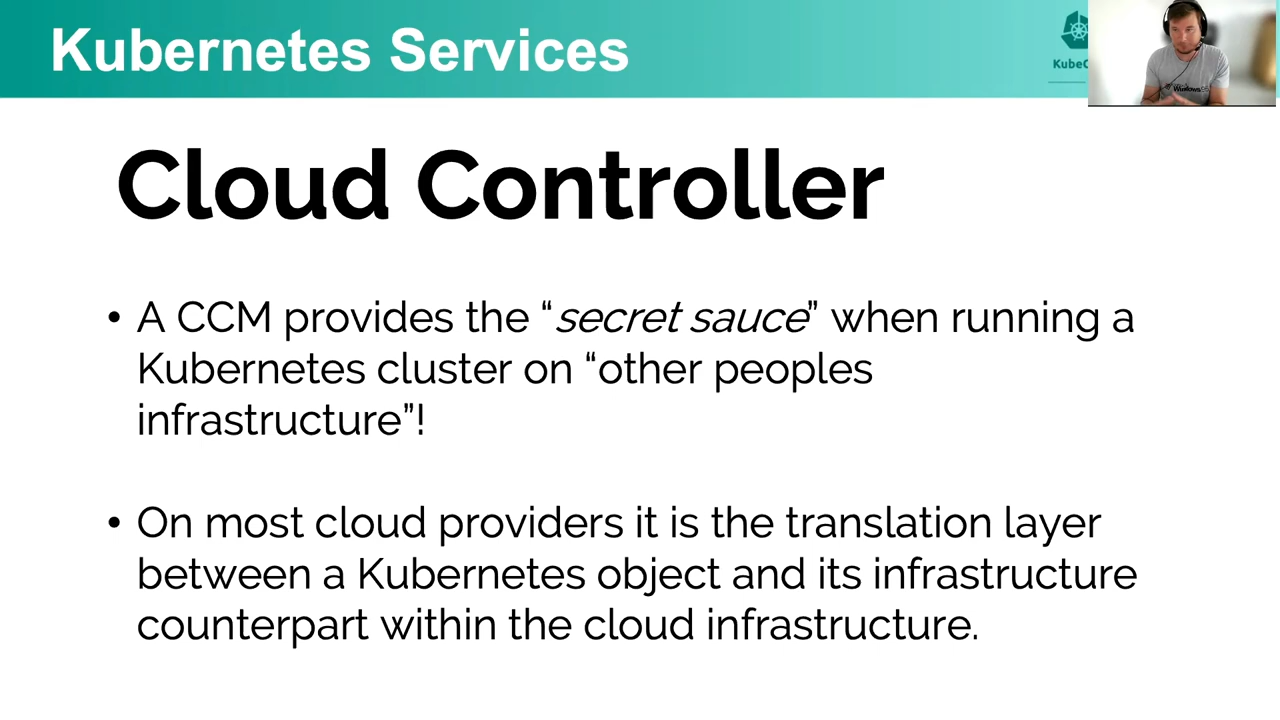 Kubernetes Services
Cloud Controller
• A CCM provides the “secret sauce” when running a
Kubernetes cluster on “other peoples
infrastructure”!
• On most cloud providers it is the translation layer
between a Kubernetes object and its infrastructure
counterpart within the cloud infrastructure.